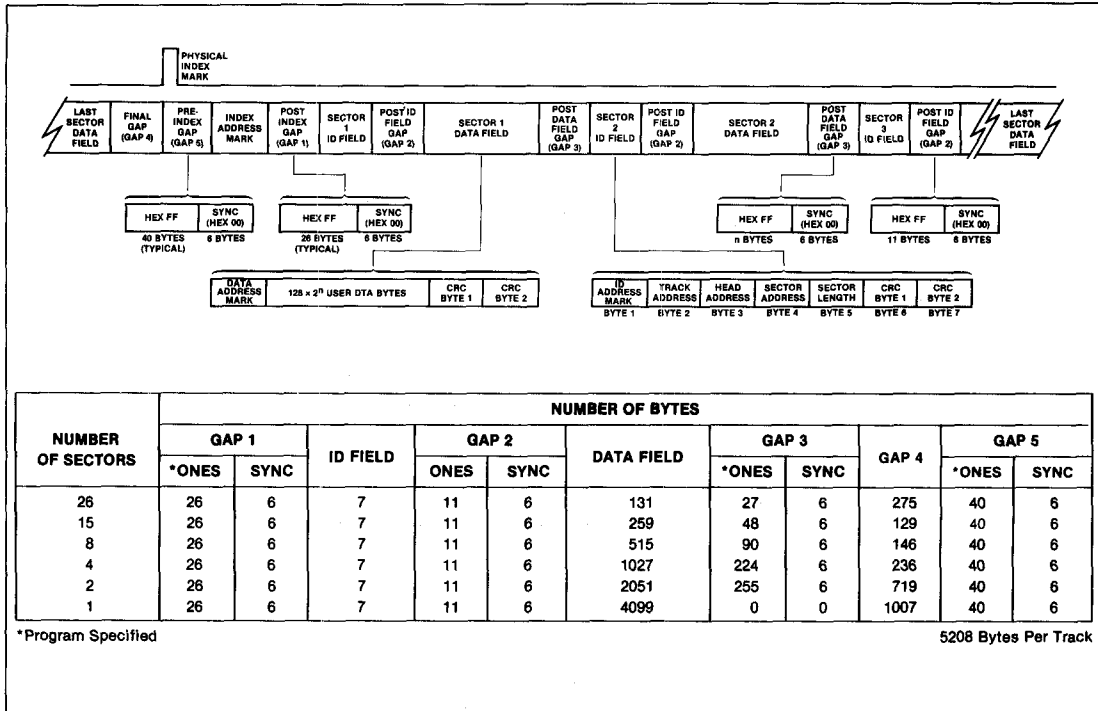 PHYSICAL
INDEX
MARK
LAST
SECTOR
DATA
FIELD
FINAL
GAP
(GAP 4)
PRE-
INDEX
GAP
(GAP 5)
INDEX
ADDRESS
MARK
POST
INDEX
GAP
(GAP 1)
SECTOR
1
ID FIELD
POST ID
FIELD
GAP
(GAP 2)
SECTOR 1
DATA FIELD
POST
DATA
FIELD
GAP
(GAP 3)
SECTOR
2
ID FIELD
POST ID
FIELD
GAP
(GAP 2)
SECTOR 2
DATA FIELD
POST
DATA
FIELD
GAP
(GAP 3)
SECTOR
3
ID FIELD
POST ID
FIELD
GAP
(GAP 2)
LAST
SECTOR
DATA
FIELD
HEX FF
SYNC
(HEX 00)
40 BYTES
(TYPICAL)
6 BYTES
HEX FF
SYNC
(HEX 00)
26 BYTES
(TYPICAL)
6 BYTES
HEX FF
SYNC
(HEX 00)
n BYTES
6 BYTES
HEX FF
SYNC
(HEX 00)
11 BYTES
6 BYTES
DATA
ADDRESS
MARK
128 × 2ⁿ USER DTA BYTES
CRC
BYTE 1
CRC
BYTE 2
ID
ADDRESS
MARK
TRACK
ADDRESS
HEAD
ADDRESS
SECTOR
ADDRESS
SECTOR
LENGTH
CRC
BYTE 1
CRC
BYTE 2
BYTE 1 BYTE 2 BYTE 3 BYTE 4 BYTE 5 BYTE 6 BYTE 7
NUMBER
OF SECTORS
NUMBER OF BYTES
GAP 1 ID FIELD GAP 2 DATA FIELD GAP 3 GAP 4 GAP 5
*ONES SYNC ONES SYNC *ONES SYNC *ONES SYNC
26 26 6 7 11 6 131 27 6 275 40 6
15 26 6 7 11 6 259 48 6 129 40 6
8 26 6 7 11 6 515 90 6 146 40 6
4 26 6 7 11 6 1027 224 6 236 40 6
2 26 6 7 11 6 2051 255 6 719 40 6
1 26 6 7 11 6 4099 0 0 1007 40 6
*Program Specified
5208 Bytes Per Track